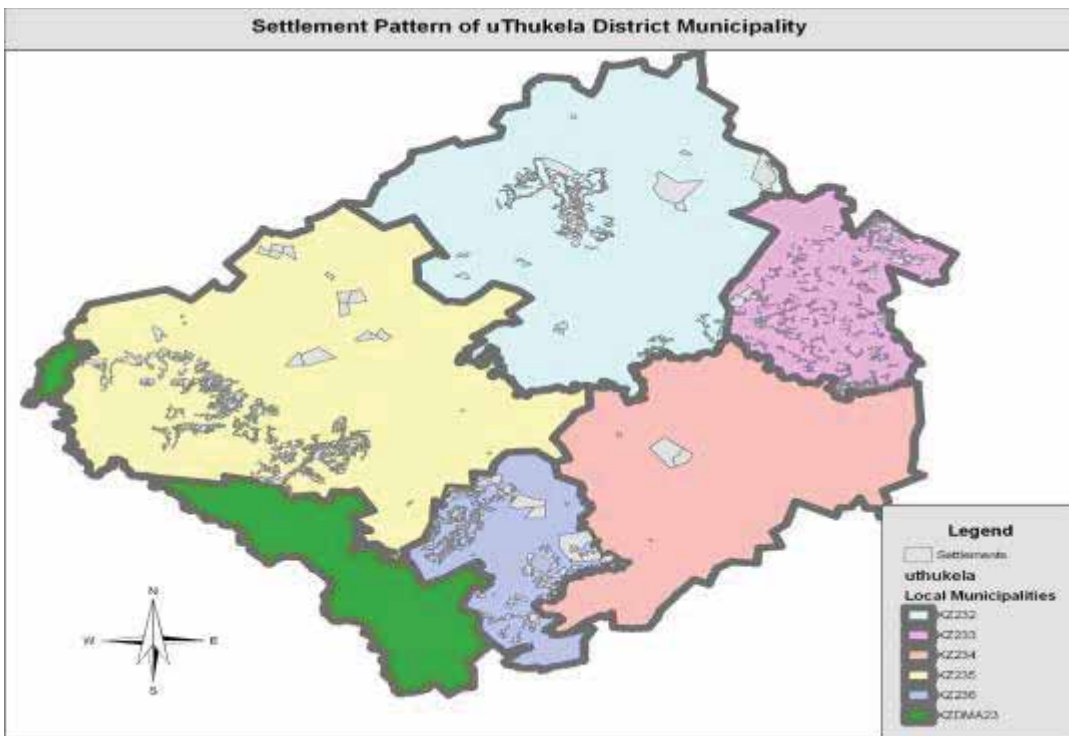 Settlement Pattern of uThukela District Municipality
N
W
E
S
Legend
Settlements
uthukela
Local Municipalities
KZ232
KZ233
KZ234
KZ235
KZ236
KZDMA23